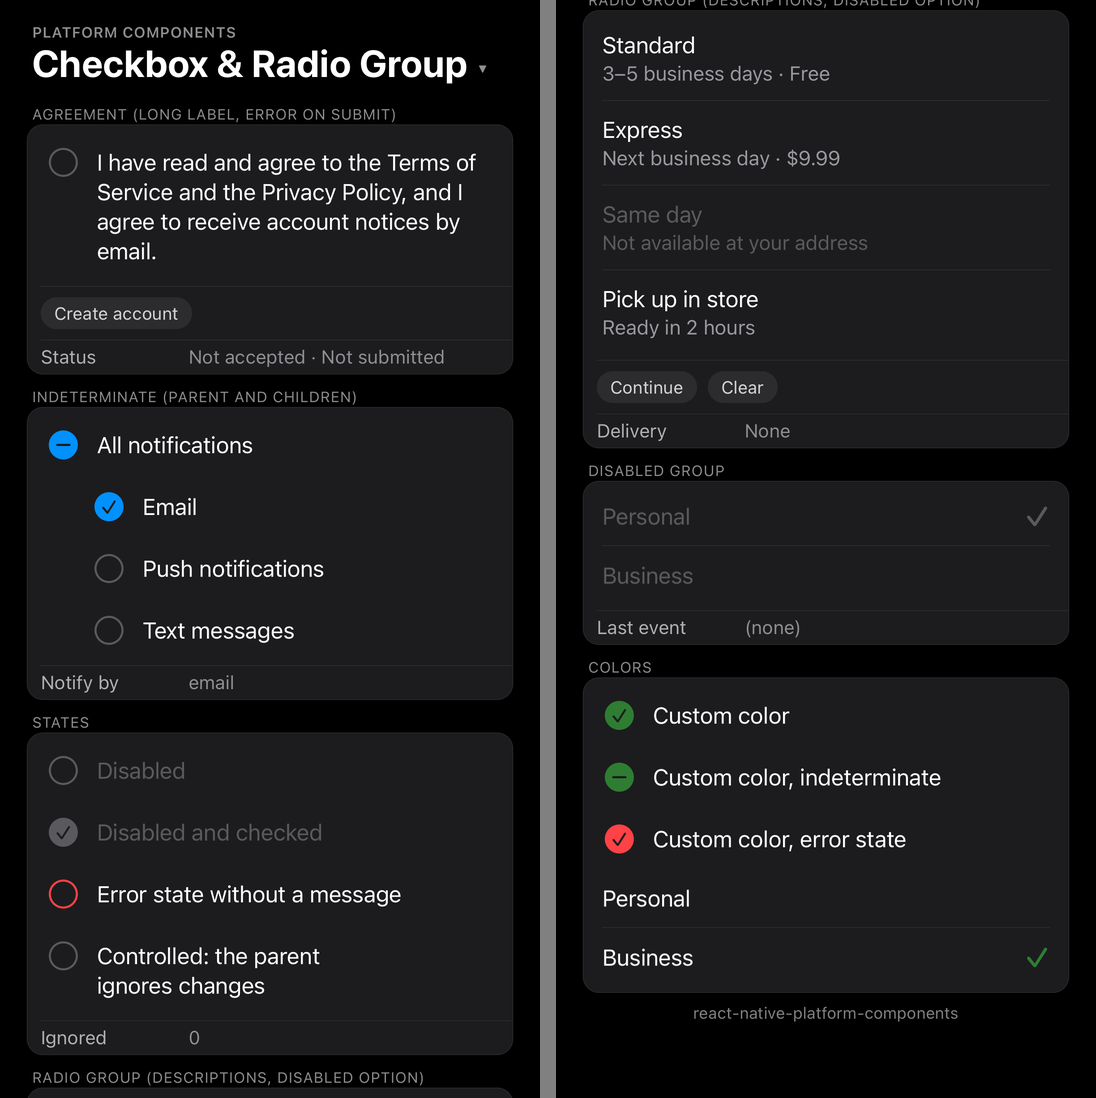 PLATFORM COMPONENTS
Checkbox & Radio Group ▼
AGREEMENT (LONG LABEL, ERROR ON SUBMIT)
I have read and agree to the Terms of
Service and the Privacy Policy, and I
agree to receive account notices by
email.
Create account
Status Not accepted · Not submitted
INDETERMINATE (PARENT AND CHILDREN)
All notifications
Email
Push notifications
Text messages
Notify by email
STATES
Disabled
Disabled and checked
Error state without a message
Controlled: the parent
ignores changes
Ignored 0
RADIO GROUP (DESCRIPTIONS, DISABLED OPTION)
RADIO GROUP (DESCRIPTIONS, DISABLED OPTION)
Standard
3–5 business days · Free
Express
Next business day · $9.99
Same day
Not available at your address
Pick up in store
Ready in 2 hours
Continue Clear
Delivery None
DISABLED GROUP
Personal
Business
Last event (none)
COLORS
Custom color
Custom color, indeterminate
Custom color, error state
Personal
Business
react-native-platform-components